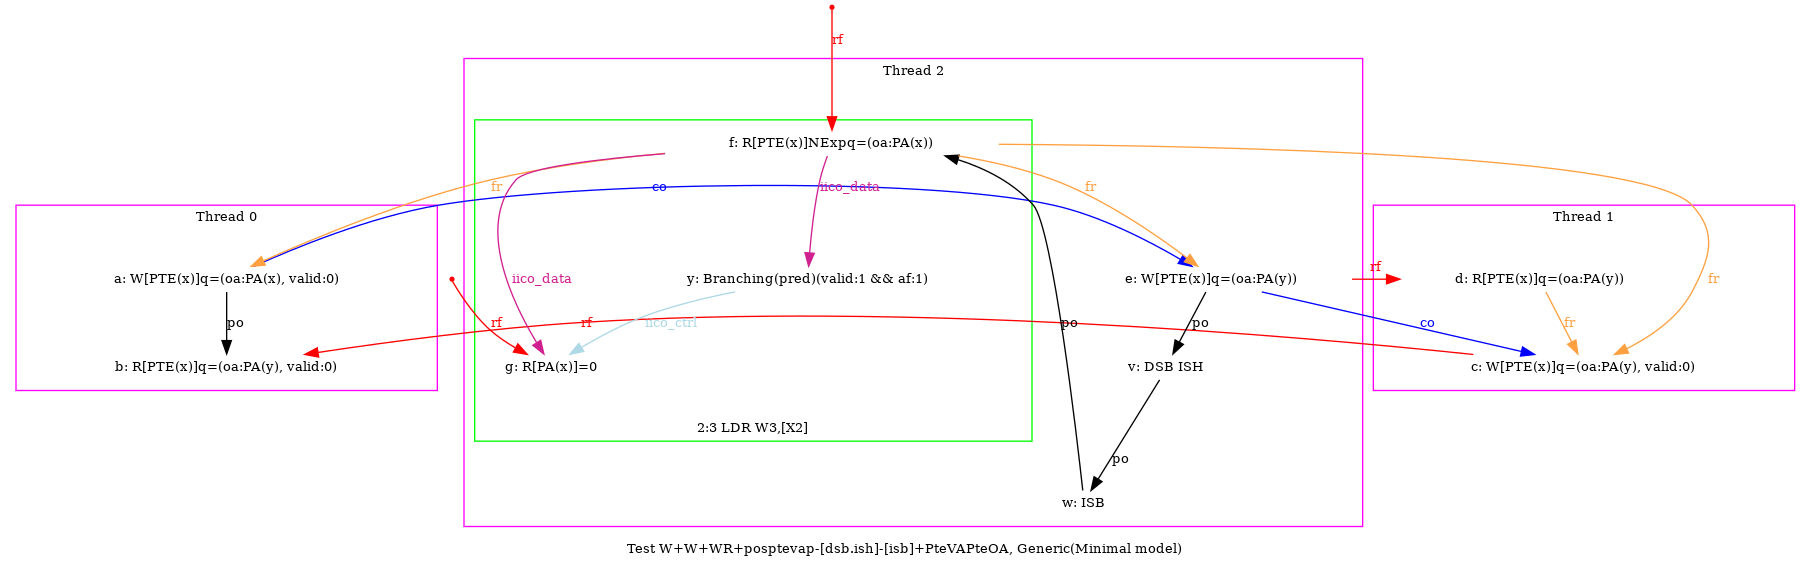 rf
Thread 2
f: R[PTE(x)]NExpq=(oa:PA(x))
fr
co
iico_data
fr
Thread 0
Thread 1
a: W[PTE(x)]q=(oa:PA(x), valid:0)
iico_data
y: Branching(pred)(valid:1 && af:1)
e: W[PTE(x)]q=(oa:PA(y))
rf
d: R[PTE(x)]q=(oa:PA(y))
fr
po
rf
rf
iico_ctrl
po
po
co
fr
b: R[PTE(x)]q=(oa:PA(y), valid:0)
g: R[PA(x)]=0
v: DSB ISH
c: W[PTE(x)]q=(oa:PA(y), valid:0)
2:3 LDR W3,[X2]
po
w: ISB
Test W+W+WR+posptevap-[dsb.ish]-[isb]+PteVAPteOA, Generic(Minimal model)